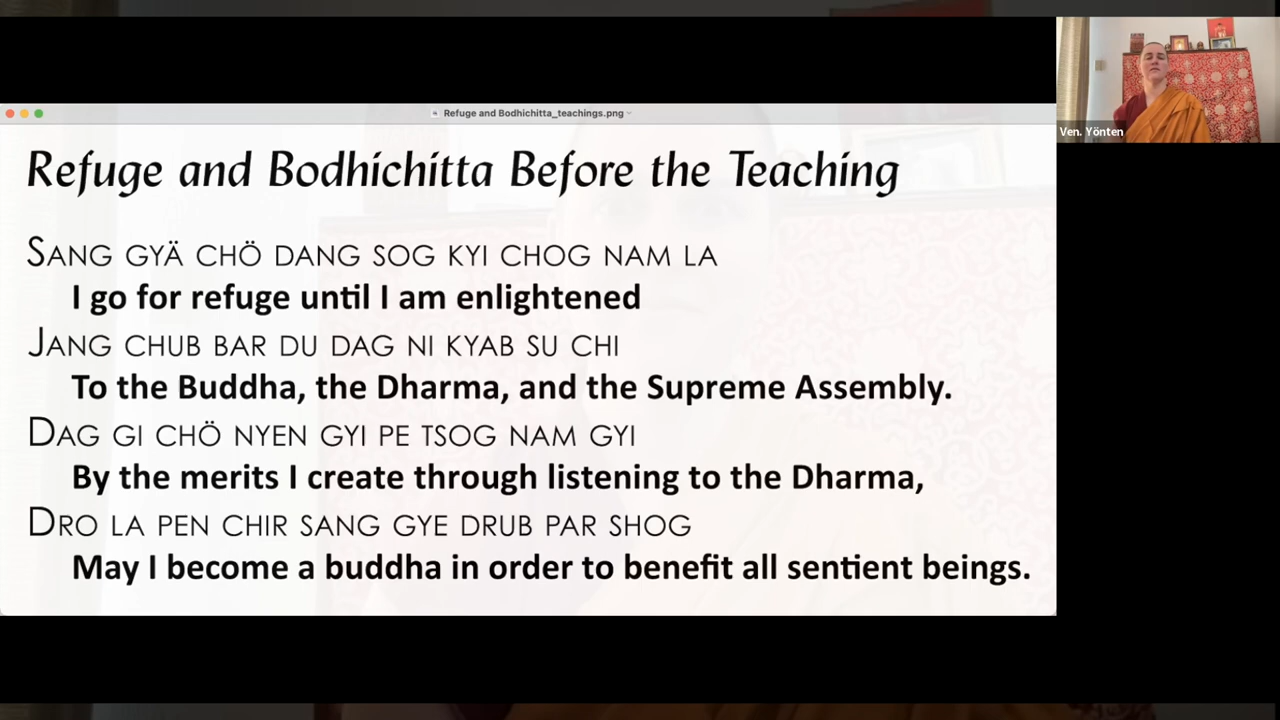 Refuge and Bodhichitta_teachings.png
Refuge and Bodhichitta Before the Teaching
SANG GYÄ CHÖ DANG SOG KYI CHOG NAM LA
I go for refuge until I am enlightened
JANG CHUB BAR DU DAG NI KYAB SU CHI
To the Buddha, the Dharma, and the Supreme Assembly.
DAG GI CHÖ NYEN GYI PE TSOG NAM GYI
By the merits I create through listening to the Dharma,
DRO LA PEN CHIR SANG GYE DRUB PAR SHOG
May I become a buddha in order to benefit all sentient beings.
Ven. Yönten